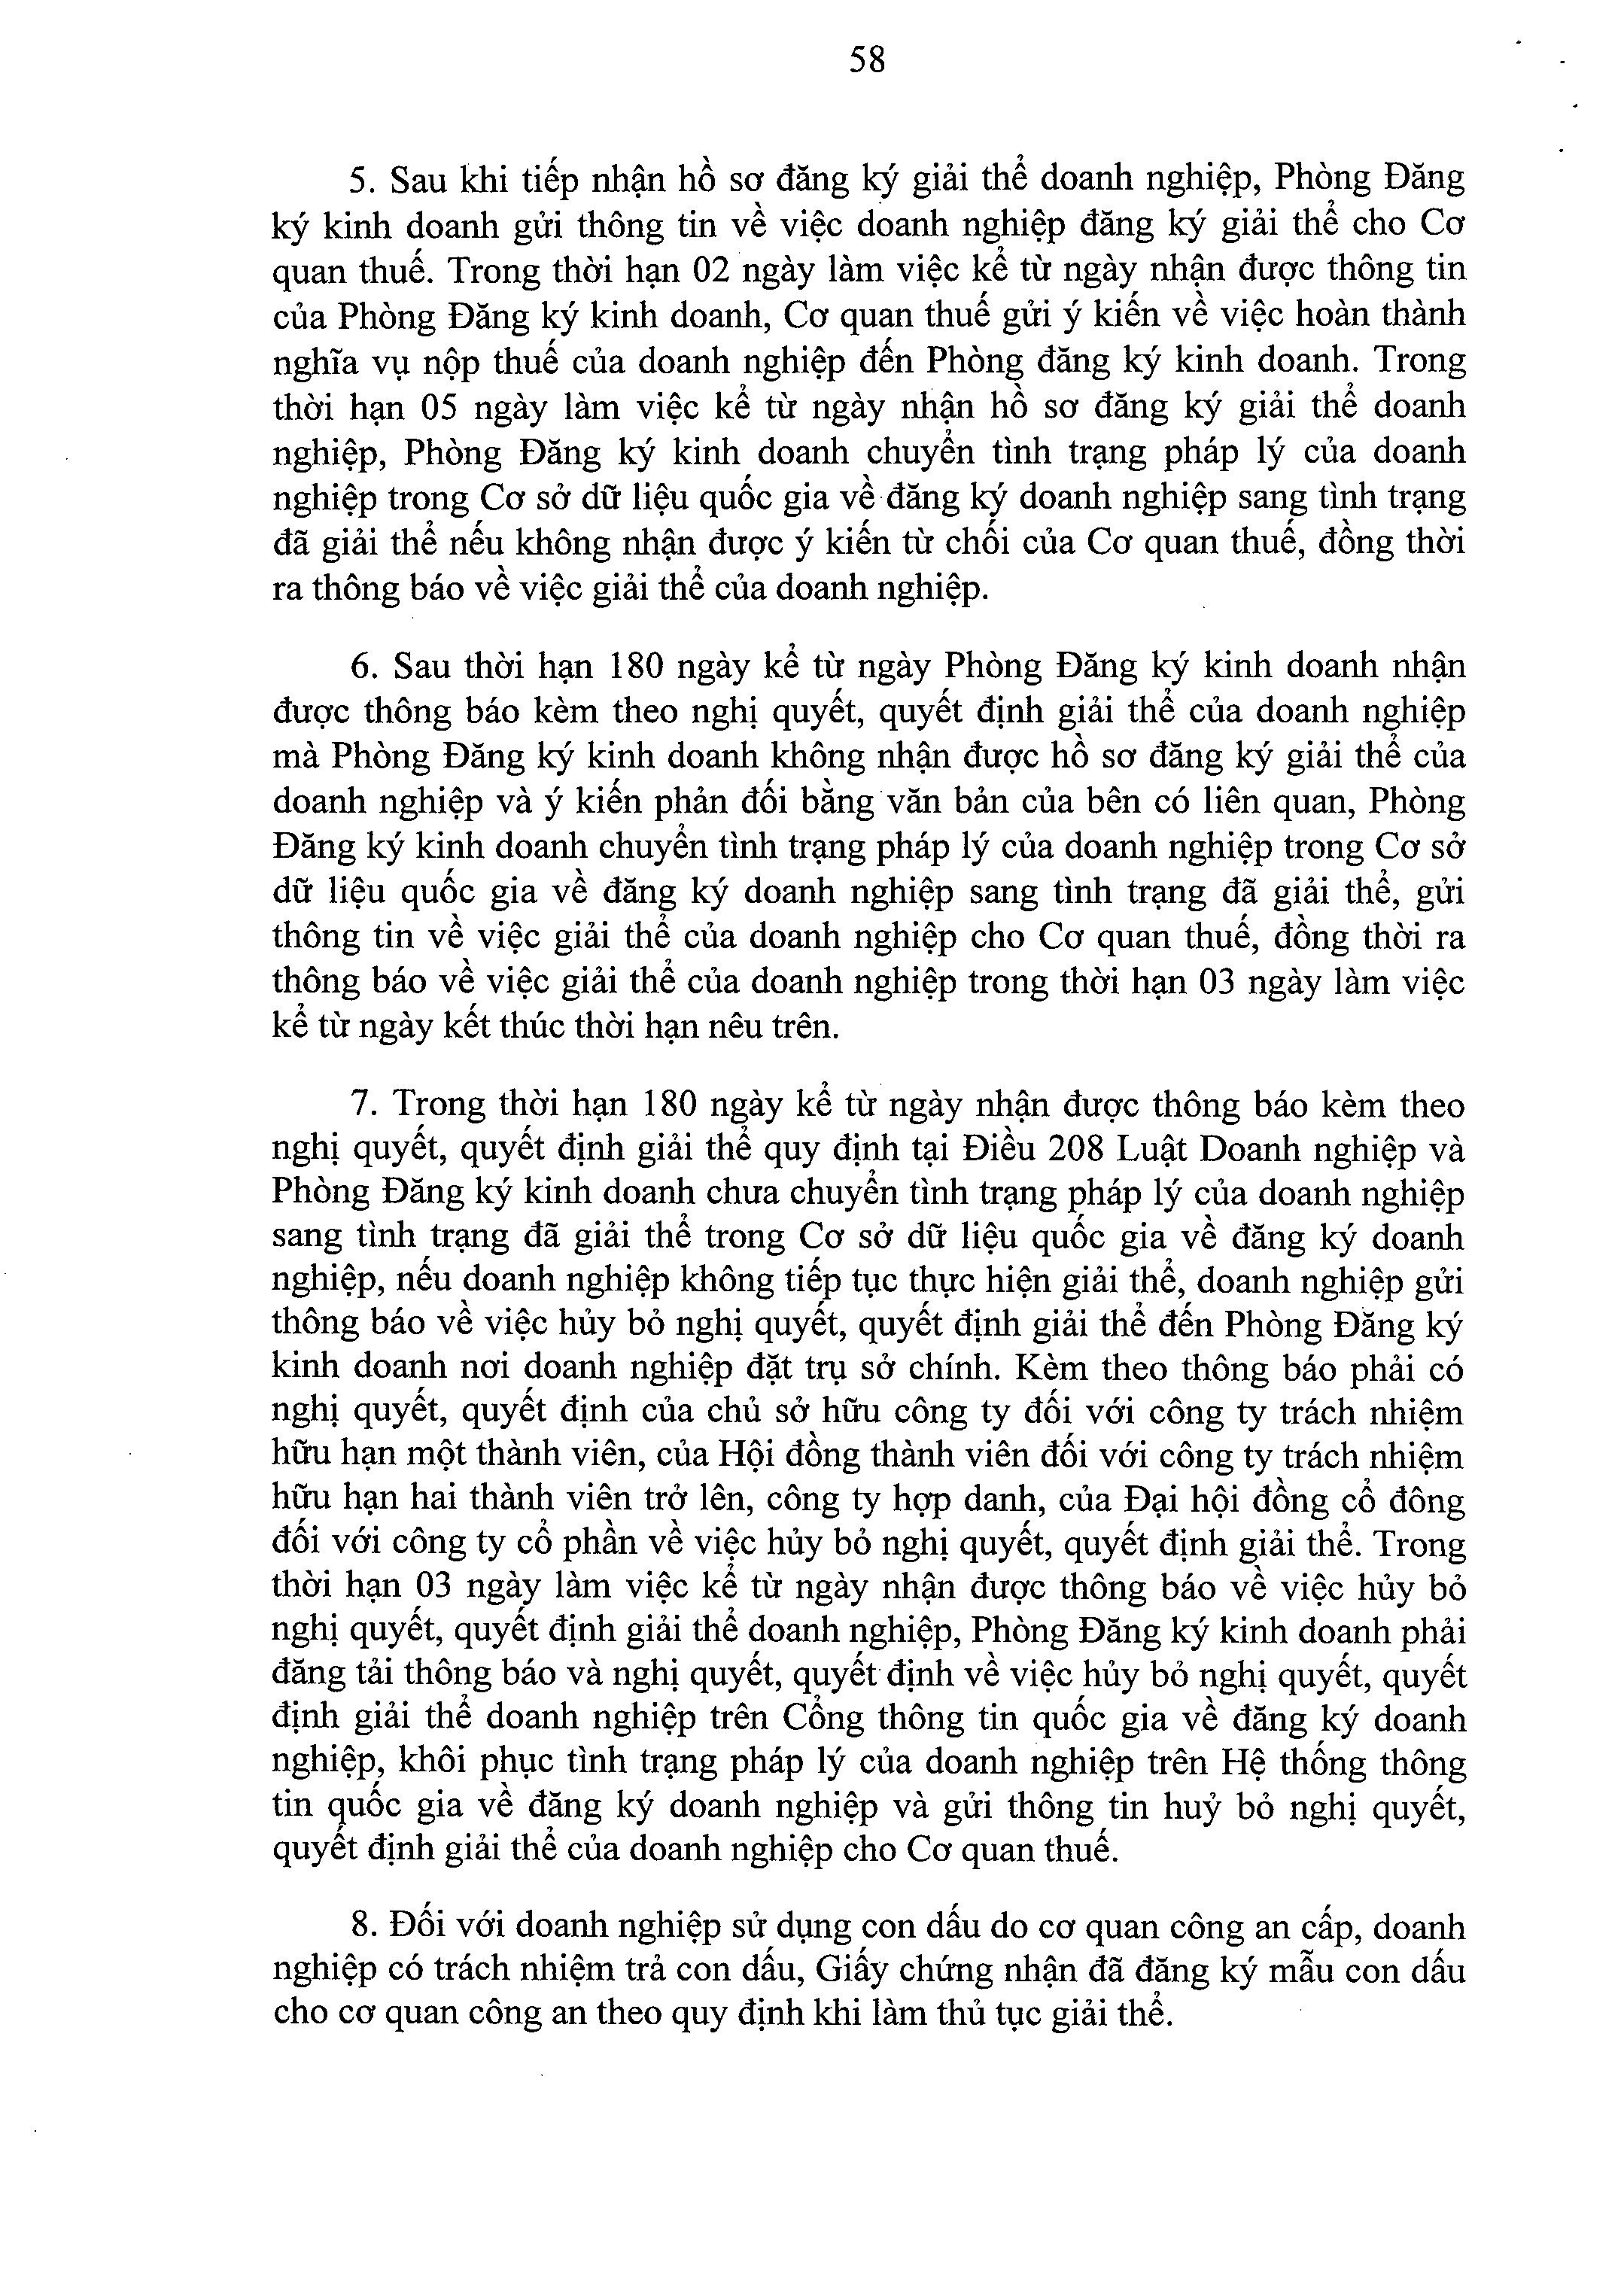 58
5. Sau khi tiếp nhận hồ sơ đăng ký giải thể doanh nghiệp, Phòng Đăng
ký kinh doanh gửi thông tin về việc doanh nghiệp đăng ký giải thể cho Cơ
quan thuế. Trong thời hạn 02 ngày làm việc kể từ ngày nhận được thông tin
của Phòng Đăng ký kinh doanh, Cơ quan thuế gửi ý kiến về việc hoàn thành
nghĩa vụ nộp thuế của doanh nghiệp đến Phòng đăng ký kinh doanh. Trong
thời hạn 05 ngày làm việc kể từ ngày nhận hồ sơ đăng ký giải thể doanh
nghiệp, Phòng Đăng ký kinh doanh chuyển tình trạng pháp lý của doanh
nghiệp trong Cơ sở dữ liệu quốc gia về đăng ký doanh nghiệp sang tình trạng
đã giải thể nếu không nhận được ý kiến từ chối của Cơ quan thuế, đồng thời
ra thông báo về việc giải thể của doanh nghiệp.
6. Sau thời hạn 180 ngày kể từ ngày Phòng Đăng ký kinh doanh nhận
được thông báo kèm theo nghị quyết, quyết định giải thể của doanh nghiệp
mà Phòng Đăng ký kinh doanh không nhận được hồ sơ đăng ký giải thể của
doanh nghiệp và ý kiến phản đối bằng văn bản của bên có liên quan, Phòng
Đăng ký kinh doanh chuyển tình trạng pháp lý của doanh nghiệp trong Cơ sở
dữ liệu quốc gia về đăng ký doanh nghiệp sang tình trạng đã giải thể, gửi
thông tin về việc giải thể của doanh nghiệp cho Cơ quan thuế, đồng thời ra
thông báo về việc giải thể của doanh nghiệp trong thời hạn 03 ngày làm việc
kể từ ngày kết thúc thời hạn nêu trên.
7. Trong thời hạn 180 ngày kể từ ngày nhận được thông báo kèm theo
nghị quyết, quyết định giải thể quy định tại Điều 208 Luật Doanh nghiệp và
Phòng Đăng ký kinh doanh chưa chuyển tình trạng pháp lý của doanh nghiệp
sang tình trạng đã giải thể trong Cơ sở dữ liệu quốc gia về đăng ký doanh
nghiệp, nếu doanh nghiệp không tiếp tục thực hiện giải thể, doanh nghiệp gửi
thông báo về việc hủy bỏ nghị quyết, quyết định giải thể đến Phòng Đăng ký
kinh doanh nơi doanh nghiệp đặt trụ sở chính. Kèm theo thông báo phải có
nghị quyết, quyết định của chủ sở hữu công ty đối với công ty trách nhiệm
hữu hạn một thành viên, của Hội đồng thành viên đối với công ty trách nhiệm
hữu hạn hai thành viên trở lên, công ty hợp danh, của Đại hội đồng cổ đông
đối với công ty cổ phần về việc hủy bỏ nghị quyết, quyết định giải thể. Trong
thời hạn 03 ngày làm việc kể từ ngày nhận được thông báo về việc hủy bỏ
nghị quyết, quyết định giải thể doanh nghiệp, Phòng Đăng ký kinh doanh phải
đăng tải thông báo và nghị quyết, quyết định về việc hủy bỏ nghị quyết, quyết
định giải thể doanh nghiệp trên Cổng thông tin quốc gia về đăng ký doanh
nghiệp, khôi phục tình trạng pháp lý của doanh nghiệp trên Hệ thống thông
tin quốc gia về đăng ký doanh nghiệp và gửi thông tin huỷ bỏ nghị quyết,
quyết định giải thể của doanh nghiệp cho Cơ quan thuế.
8. Đối với doanh nghiệp sử dụng con dấu do cơ quan công an cấp, doanh
nghiệp có trách nhiệm trả con dấu, Giấy chứng nhận đã đăng ký mẫu con dấu
cho cơ quan công an theo quy định khi làm thủ tục giải thể.